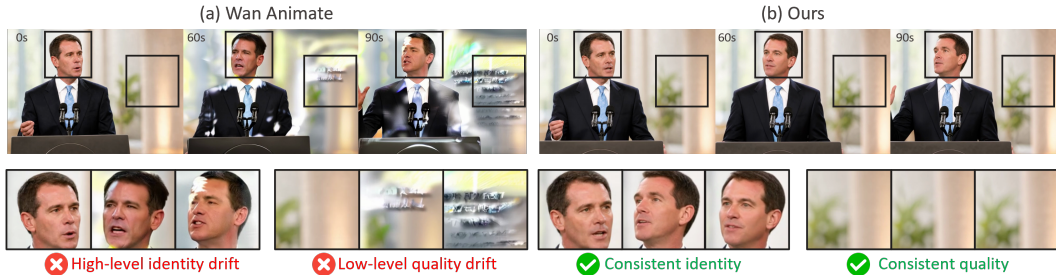 (a) Wan Animate
(b) Ours
0s
60s
90s
0s
60s
90s
High-level identity drift
Low-level quality drift
Consistent identity
Consistent quality